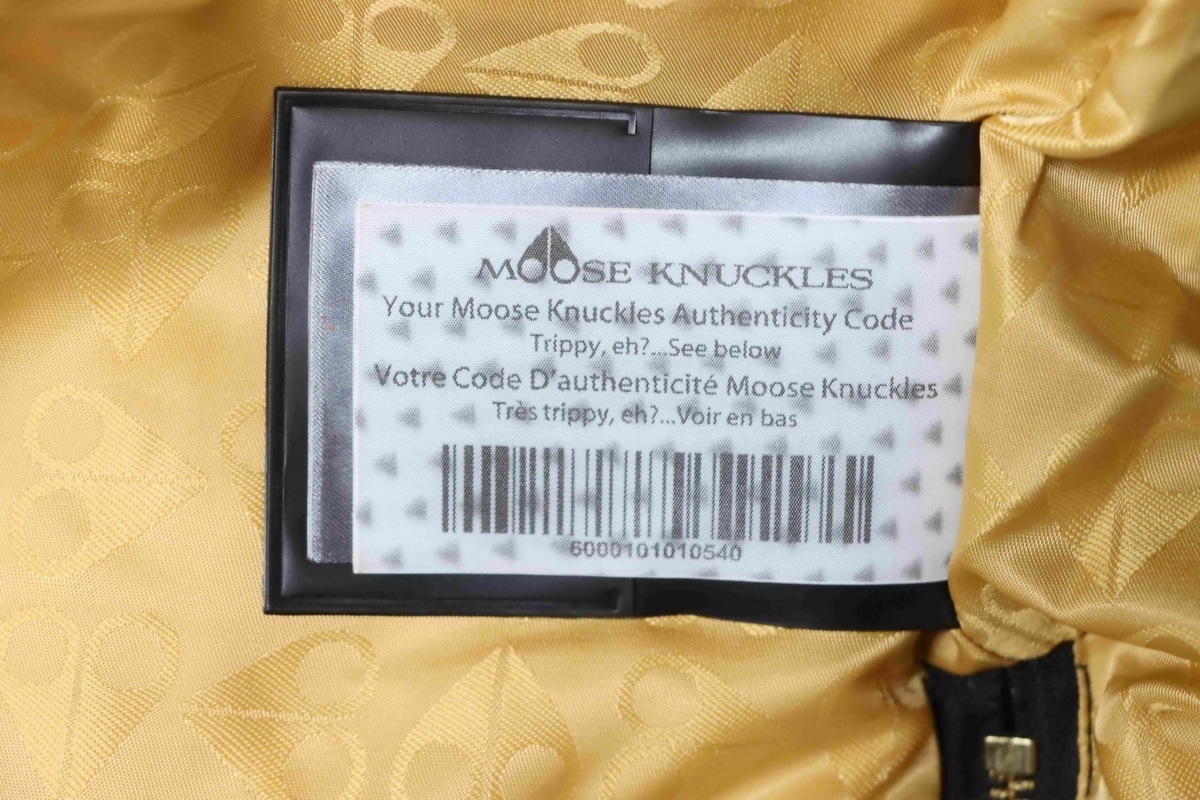 MOOSE KNUCKLES
Your Moose Knuckles Authenticity Code
Trippy, eh?...See below
Votre Code D'authenticité Moose Knuckles
Très trippy, eh?...Voir en bas
6000101010540